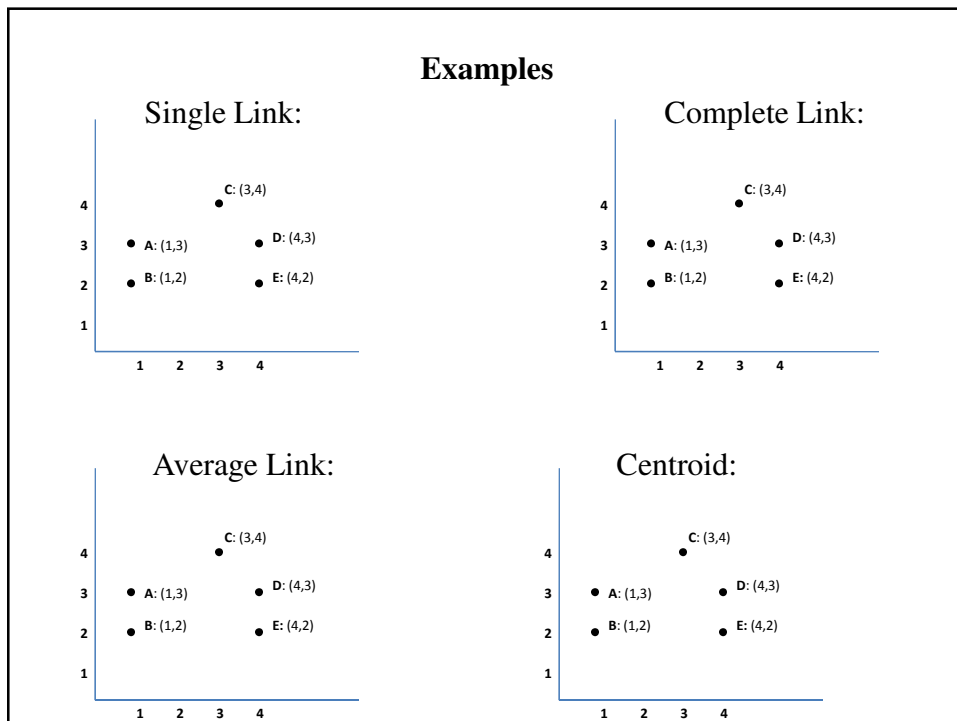 Examples
Single Link:
C: (3,4)
4
D: (4,3)
3
A: (1,3)
B: (1,2)
E: (4,2)
2
1
1 2 3 4
Complete Link:
C: (3,4)
4
D: (4,3)
3
A: (1,3)
B: (1,2)
E: (4,2)
2
1
1 2 3 4
Average Link:
C: (3,4)
4
D: (4,3)
3
A: (1,3)
B: (1,2)
E: (4,2)
2
1
1 2 3 4
Centroid:
C: (3,4)
4
D: (4,3)
3
A: (1,3)
B: (1,2)
E: (4,2)
2
1
1 2 3 4